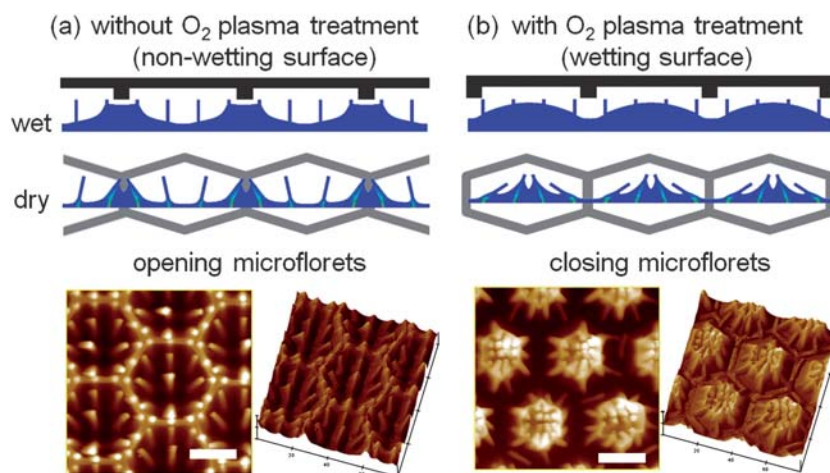 (a) without O₂ plasma treatment
(non-wetting surface)
(b) with O₂ plasma treatment
(wetting surface)
wet
dry
opening microflorets
closing microflorets